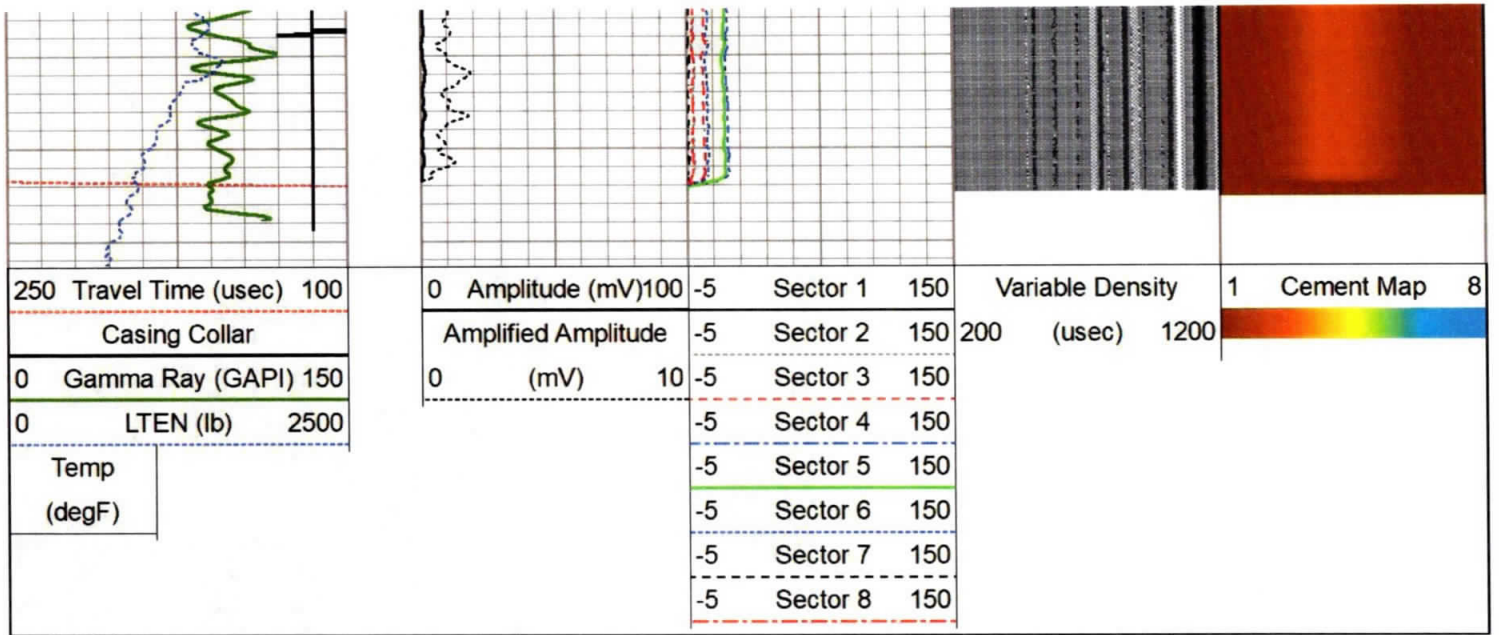 250 Travel Time (usec) 100
Casing Collar
0 Gamma Ray (GAPI) 150
0 LTEN (lb) 2500
Temp
(degF)
0 Amplitude (mV)100
Amplified Amplitude
0 (mV) 10
-5 Sector 1 150
-5 Sector 2 150
-5 Sector 3 150
-5 Sector 4 150
-5 Sector 5 150
-5 Sector 6 150
-5 Sector 7 150
-5 Sector 8 150
Variable Density
200 (usec) 1200
1 Cement Map 8